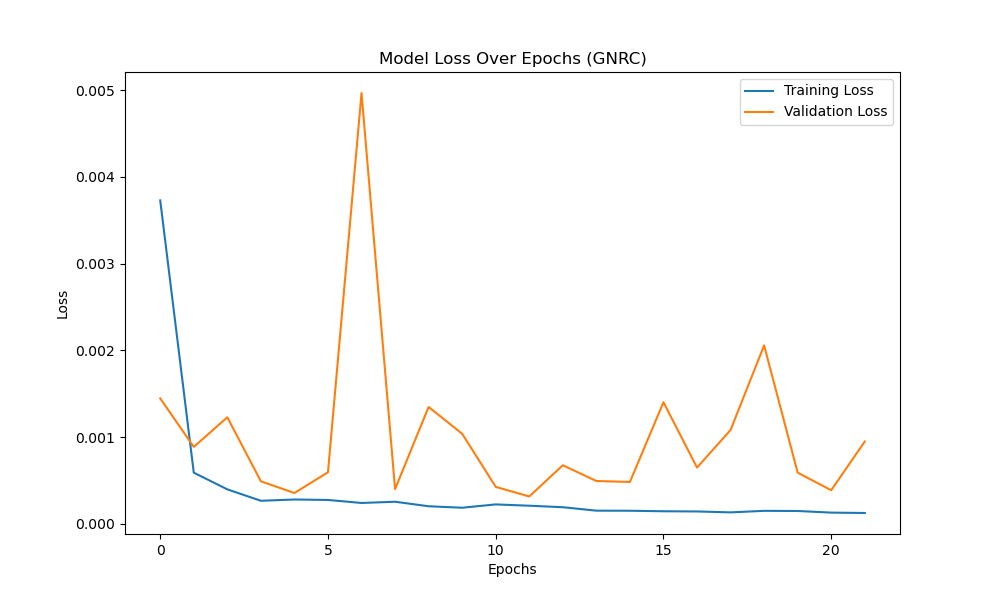 Model Loss Over Epochs (GNRC)
Training Loss
Validation Loss
0.005
0.004
0.003
0.002
0.001
0.000
Loss
0 5 10 15 20
Epochs